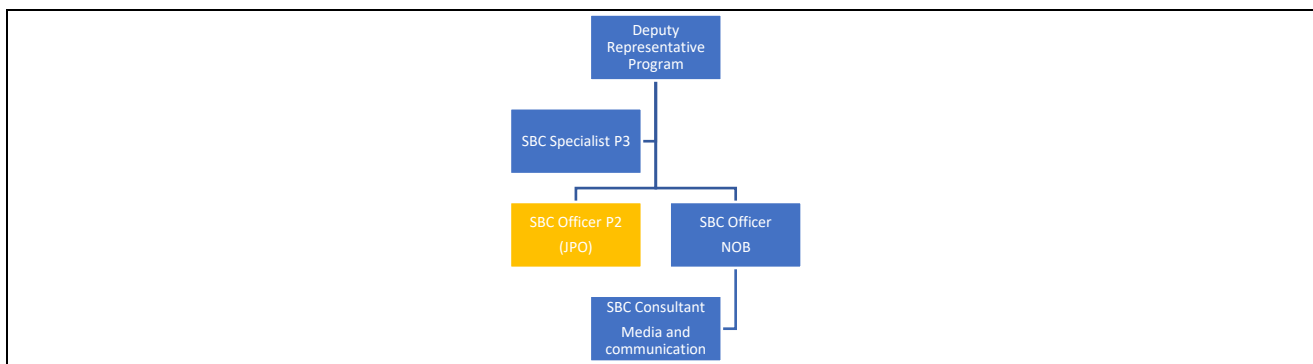 Deputy
Representative
Program
SBC Specialist P3
SBC Officer P2
(JPO)
SBC Officer
NOB
SBC Consultant
Media and
communication